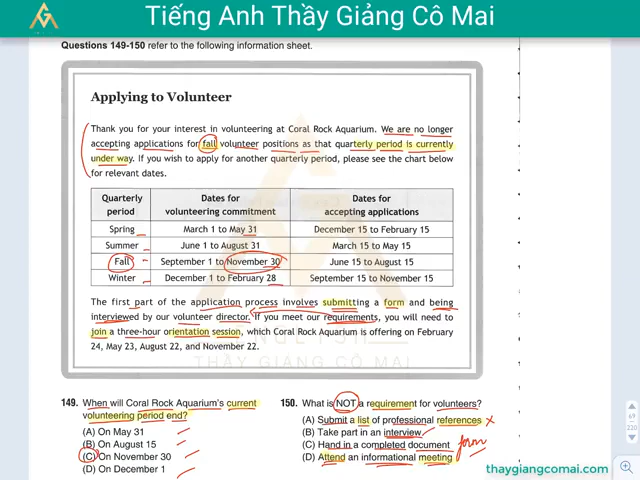 Tiếng Anh Thầy Giảng Cô Mai
Questions 149-150 refer to the following information sheet.
Applying to Volunteer
Thank you for your interest in volunteering at Coral Rock Aquarium. We are no longer
accepting applications for fall volunteer positions as that quarterly period is currently
under way. If you wish to apply for another quarterly period, please see the chart below
for relevant dates.
Quarterly period Dates for volunteering commitment Dates for accepting applications
Spring March 1 to May 31 December 15 to February 15
Summer June 1 to August 31 March 15 to May 15
Fall September 1 to November 30 June 15 to August 15
Winter December 1 to February 28 September 15 to November 15
The first part of the application process involves submitting a form and being
interviewed by our volunteer director. If you meet our requirements, you will need to
join a three-hour orientation session, which Coral Rock Aquarium is offering on February
24, May 23, August 22, and November 22.
149. When will Coral Rock Aquarium's current
volunteering period end?
(A) On May 31
(B) On August 15
(C) On November 30
(D) On December 1
150. What is NOT a requirement for volunteers?
(A) Submit a list of professional references x
(B) Take part in an interview
(C) Hand in a completed document form
(D) Attend an informational meeting
THẦY GIẢNG CÔ MAI
69
220
thaygiangcomai.com